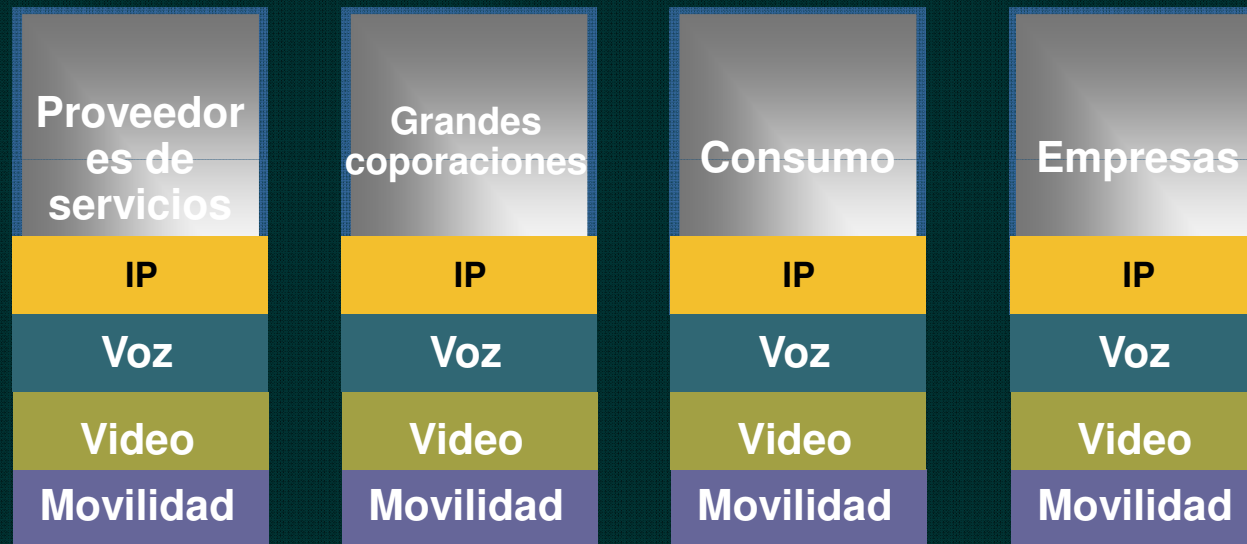 Proveedor
es de
servicios
IP
Voz
Video
Movilidad
Grandes
coporaciones
IP
Voz
Video
Movilidad
Consumo
IP
Voz
Video
Movilidad
Empresas
IP
Voz
Video
Movilidad